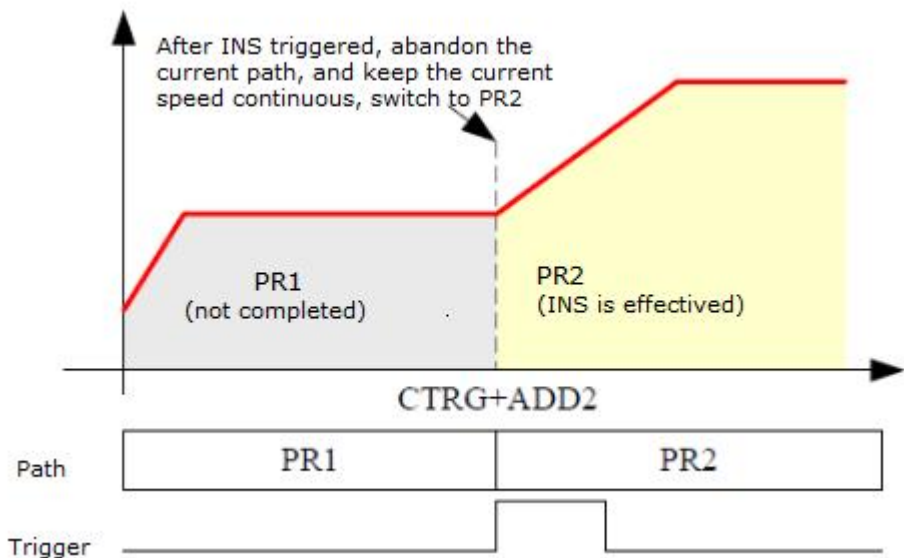 After INS triggered, abandon the
current path, and keep the current
speed continuous, switch to PR2
PR1
(not completed)
PR2
(INS is effectived)
CTRG+ADD2
Path
PR1
PR2
Trigger